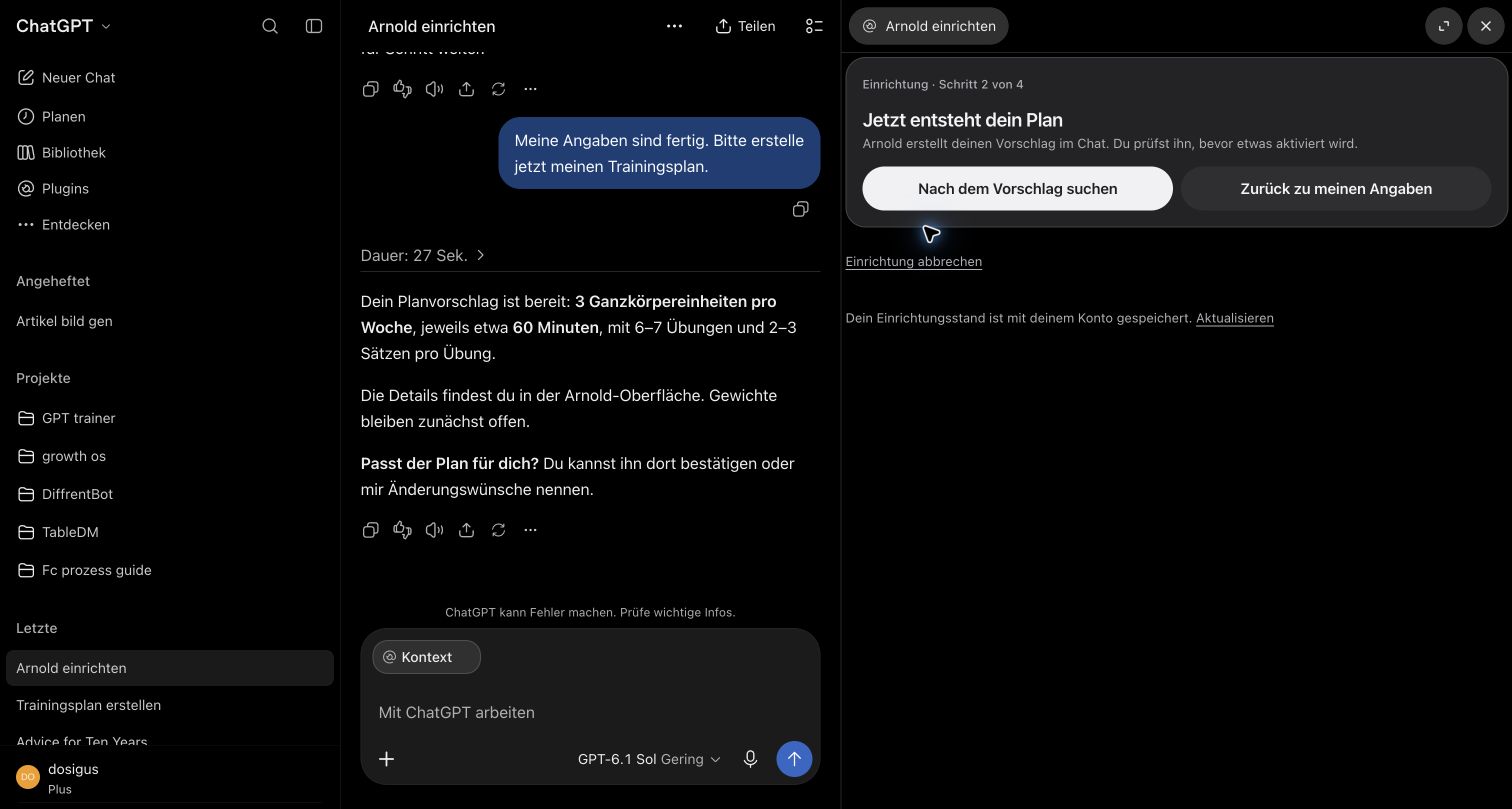 ChatGPT
Neuer Chat
Planen
Bibliothek
Plugins
Entdecken
Angeheftet
Artikel bild gen
Projekte
GPT trainer
growth os
DiffrentBot
TableDM
Fc prozess guide
Letzte
Arnold einrichten
Trainingsplan erstellen
Advice for Ten Years
DO
dosigus
Plus
Arnold einrichten
Teilen
für Schritt weiten
Meine Angaben sind fertig. Bitte erstelle
jetzt meinen Trainingsplan.
Dauer: 27 Sek.
Dein Planvorschlag ist bereit: 3 Ganzkörpereinheiten pro
Woche, jeweils etwa 60 Minuten, mit 6–7 Übungen und 2–3
Sätzen pro Übung.
Die Details findest du in der Arnold-Oberfläche. Gewichte
bleiben zunächst offen.
Passt der Plan für dich? Du kannst ihn dort bestätigen oder
mir Änderungswünsche nennen.
ChatGPT kann Fehler machen. Prüfe wichtige Infos.
Kontext
Mit ChatGPT arbeiten
GPT-6.1 Sol Gering
Arnold einrichten
Einrichtung · Schritt 2 von 4
Jetzt entsteht dein Plan
Arnold erstellt deinen Vorschlag im Chat. Du prüfst ihn, bevor etwas aktiviert wird.
Nach dem Vorschlag suchen
Zurück zu meinen Angaben
Einrichtung abbrechen
Dein Einrichtungsstand ist mit deinem Konto gespeichert. Aktualisieren